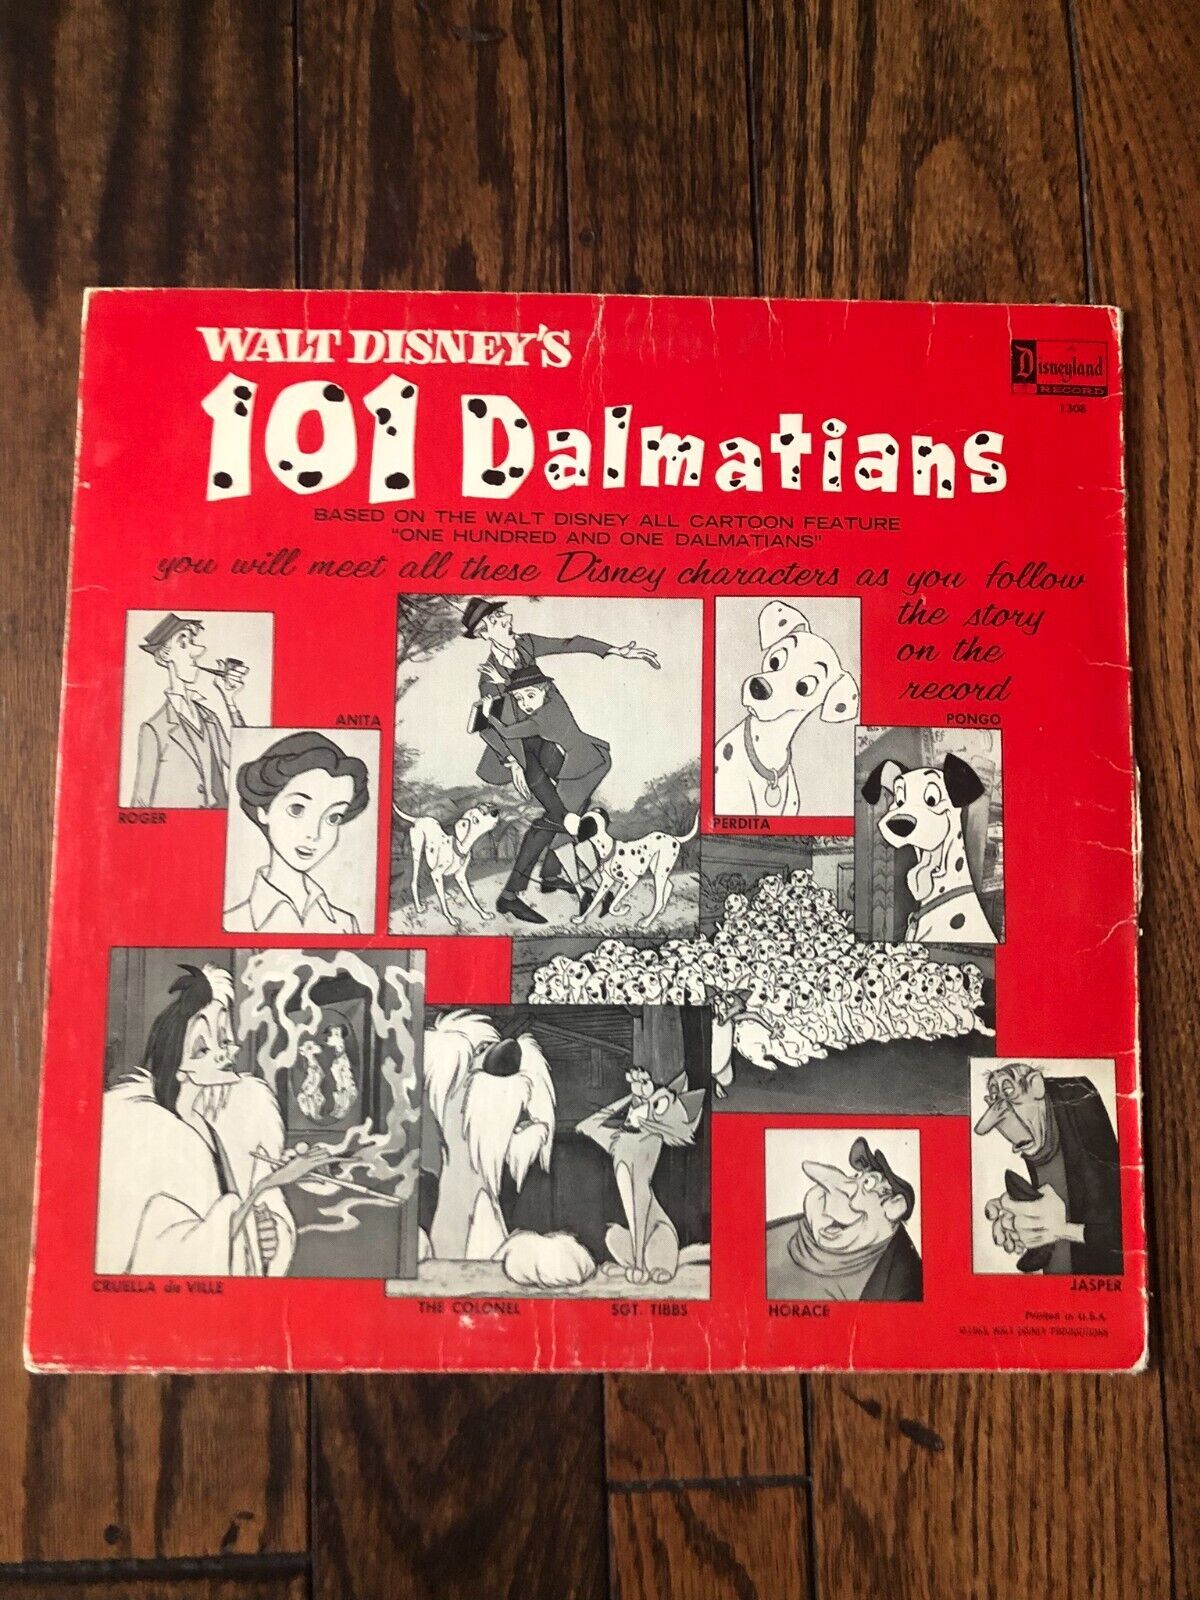 WALT DISNEY'S
Disneyland
RECORD
1308
101 Dalmatians
BASED ON THE WALT DISNEY ALL CARTOON FEATURE
"ONE HUNDRED AND ONE DALMATIANS"
you will meet all these Disney characters as you follow
the story
on the
record
ROGER
ANITA
PERDITA
PONGO
CRUELLA de VILLE
THE COLONEL
SGT. TIBBS
HORACE
JASPER
Printed in U.S.A.
WALT DISNEY PRODUCTIONS